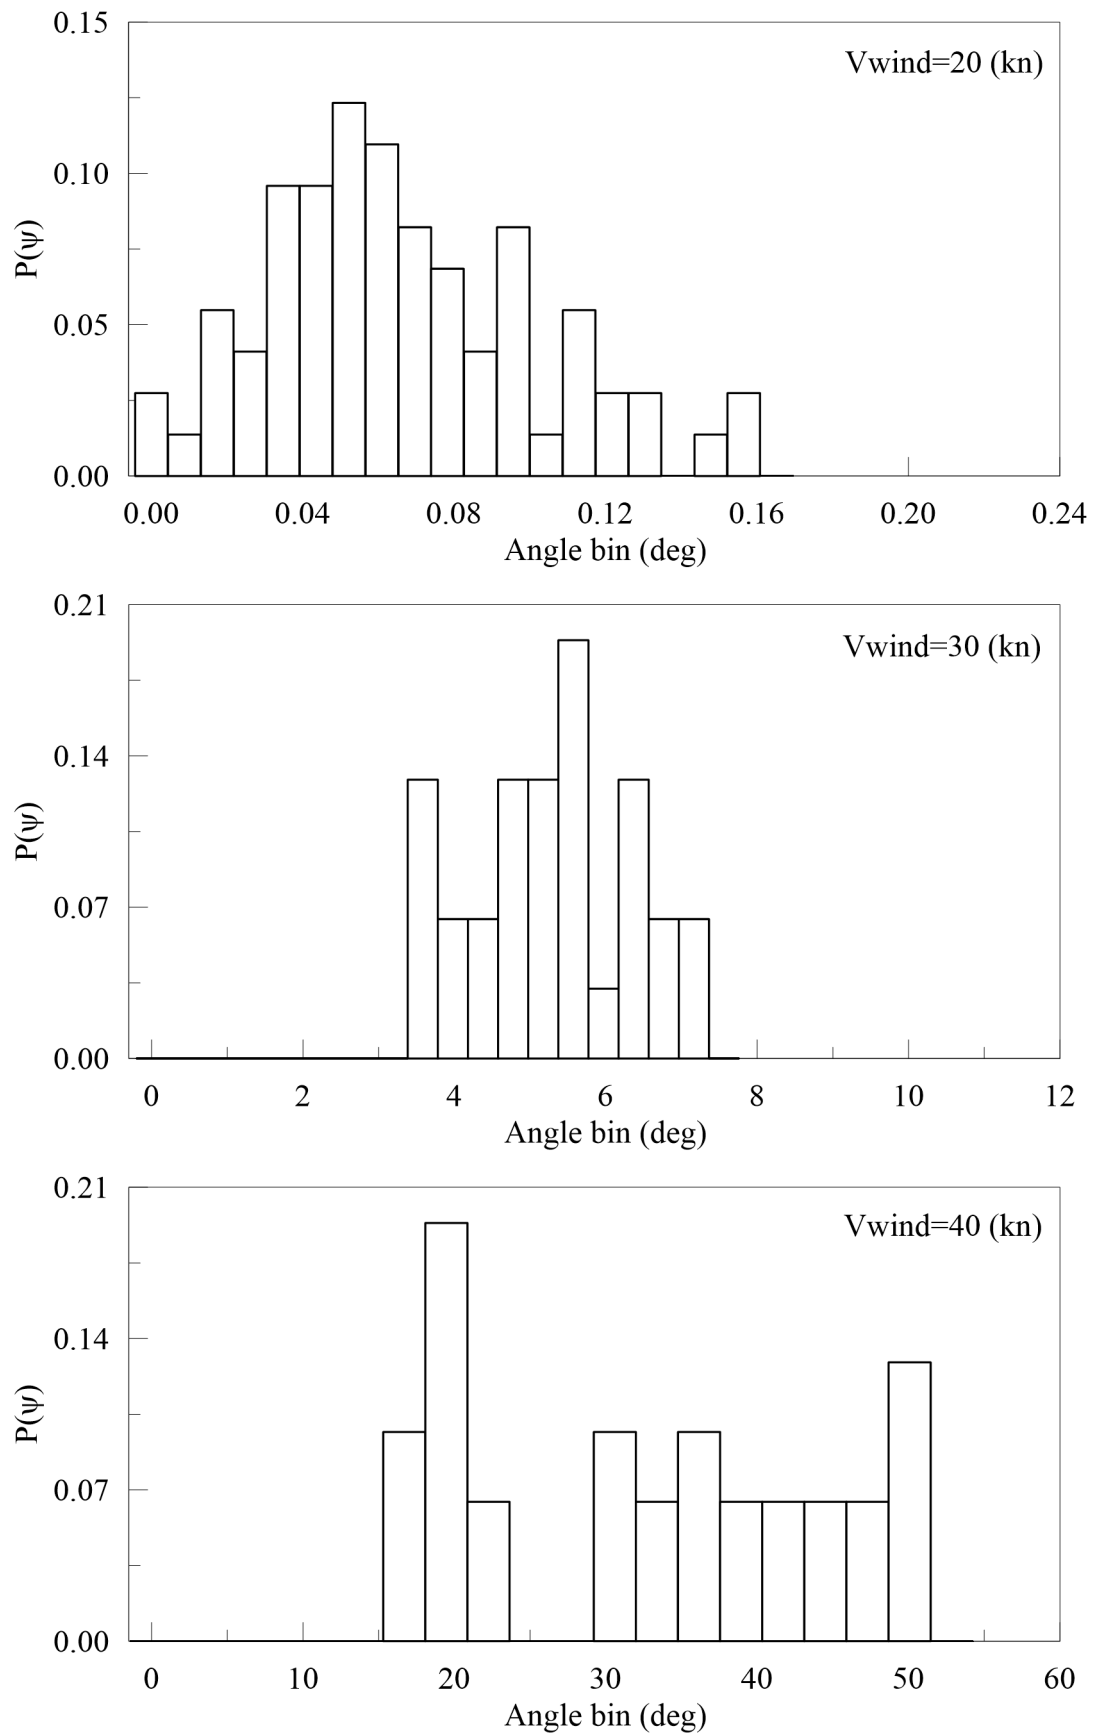 0.15
Vwind=20 (kn)
0.10
P(ψ)
0.05
0.00
0.00 0.04 0.08 0.12 0.16 0.20 0.24
Angle bin (deg)
0.21
Vwind=30 (kn)
0.14
P(ψ)
0.07
0.00
0 2 4 6 8 10 12
Angle bin (deg)
0.21
Vwind=40 (kn)
0.14
P(ψ)
0.07
0.00
0 10 20 30 40 50 60
Angle bin (deg)